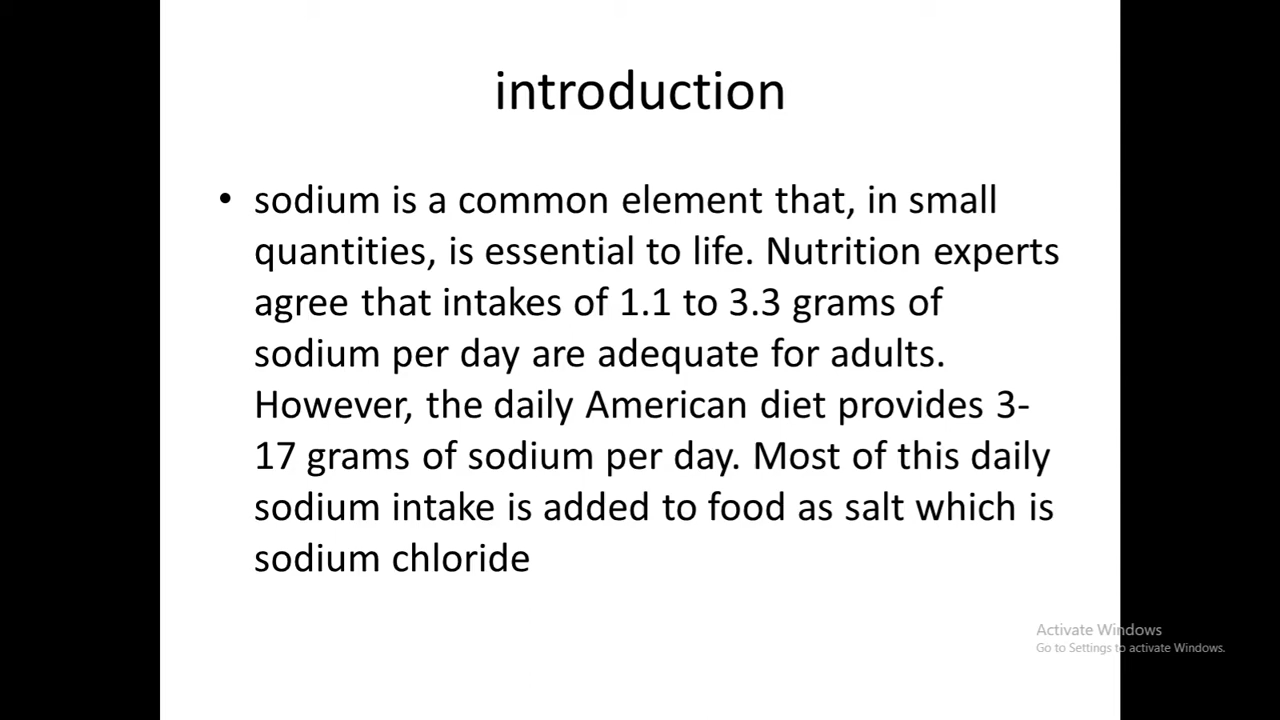 introduction
• sodium is a common element that, in small
quantities, is essential to life. Nutrition experts
agree that intakes of 1.1 to 3.3 grams of
sodium per day are adequate for adults.
However, the daily American diet provides 3-
17 grams of sodium per day. Most of this daily
sodium intake is added to food as salt which is
sodium chloride
Activate Windows
Go to Settings to activate Windows.